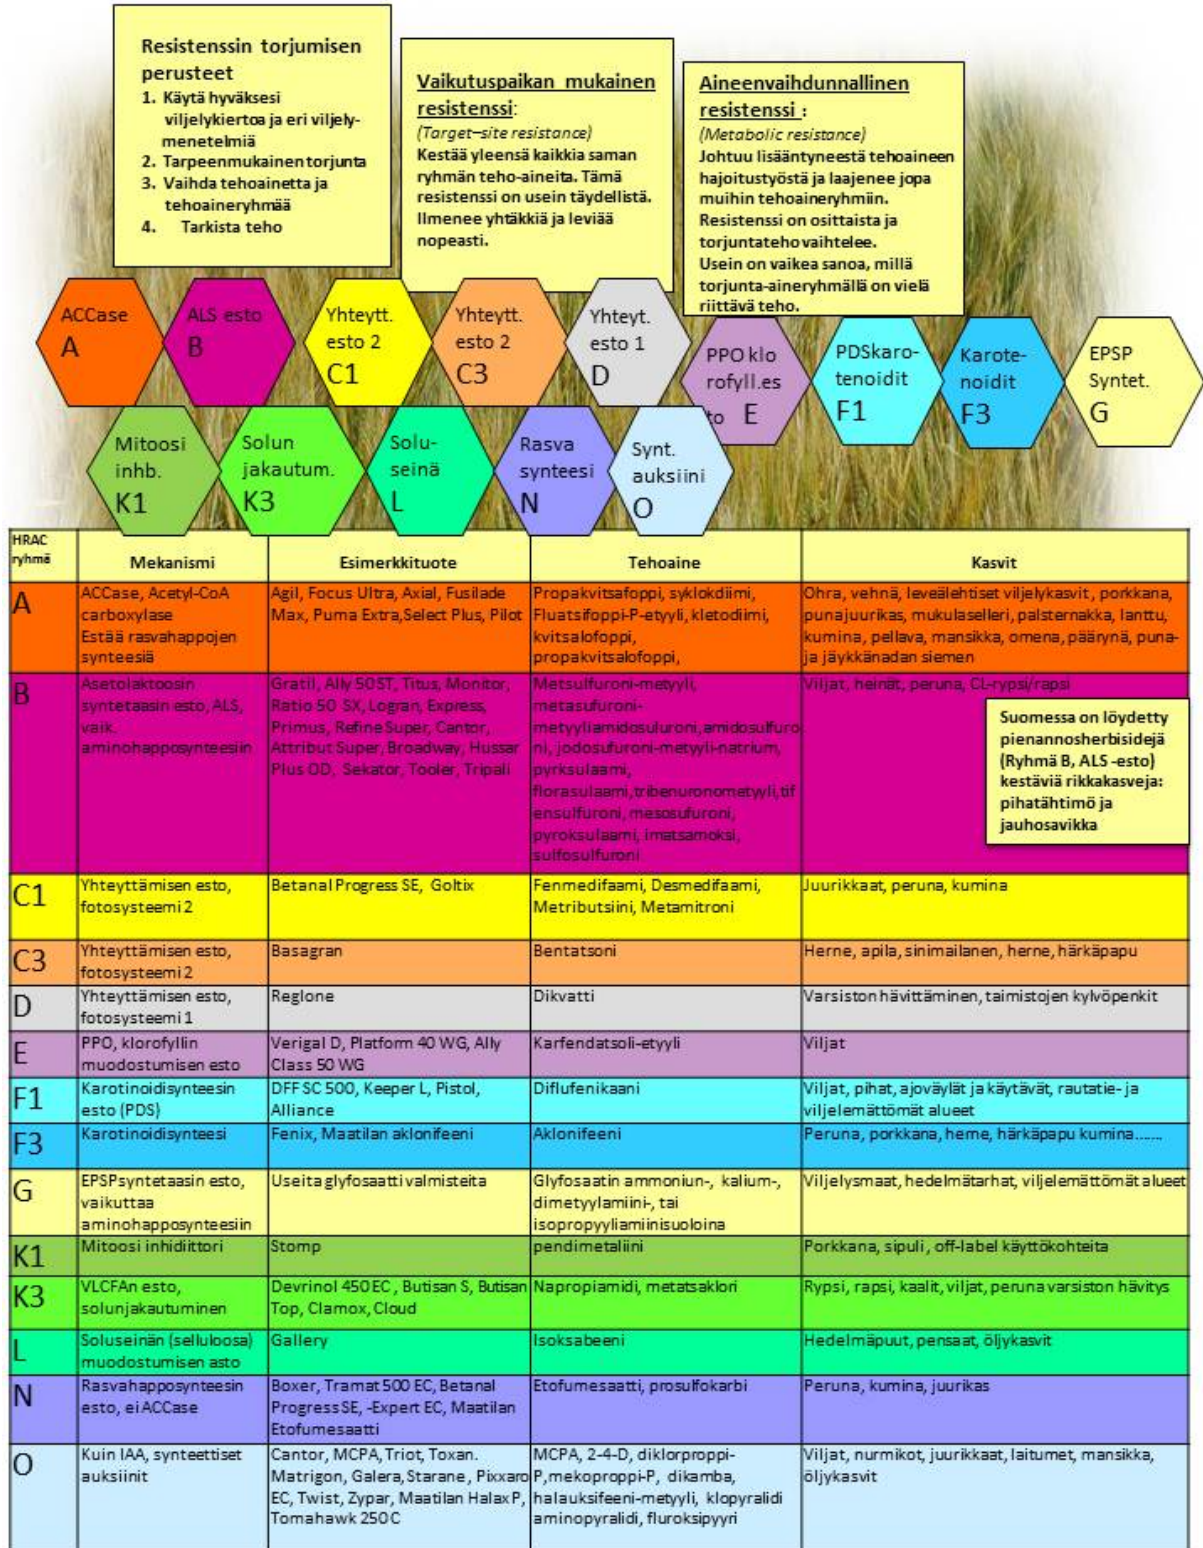 Resistenssin torjumisen
perusteet
1. Käytä hyväksesi
viljelykiertoa ja eri viljely-
menetelmiä
2. Tarpeenmukainen torjunta
3. Vaihda tehoainetta ja
tehoaineryhmää
4. Tarkista teho
Vaikutuspaikan mukainen
resistenssi:
(Target–site resistance)
Kestää yleensä kaikkia saman
ryhmän teho-aineita. Tämä
resistenssi on usein täydellistä.
Ilmenee yhtäkkiä ja leviää
nopeasti.
Aineenvaihdunnallinen
resistenssi :
(Metabolic resistance)
Johtuu lisääntyneestä tehoaineen
hajoitustyöstä ja laajenee jopa
muihin tehoaineryhmiin.
Resistenssi on osittaista ja
torjuntateho vaihtelee.
Usein on vaikea sanoa, millä
torjunta-aineryhmällä on vielä
riittävä teho.
ACCase
A
ALS esto
B
Yhteytt.
esto 2
C1
Yhteytt.
esto 2
C3
Yhteyt.
esto 1
D
PPO klo
rofyll.es
to E
PDSkaro-
tenoidit
F1
Karote-
noidit
F3
EPSP
Syntet.
G
Mitoosi
inhb.
K1
Solun
jakautum.
K3
Solu-
seinä
L
Rasva
synteesi
N
Synt.
auksiini
O
HRAC
ryhmä
Mekanismi
Esimerkkituote
Tehoaine
Kasvit
A
ACCase, Acetyl-CoA
carboxylase
Estää rasvahappojen
synteesiä
Agil, Focus Ultra, Axial, Fusilade
Max, Puma Extra,Select Plus, Pilot
Propakvitsafoppi, syklokdiimi,
Fluatsifoppi-P-etyyli, kletodiimi,
kvitsalofoppi,
propakvitsalofoppi,
Ohra, vehnä, leveälehtiset viljelykasvit, porkkana,
punajuurikas, mukulaselleri, palsternakka, lanttu,
kumina, pellava, mansikka, omena, päärynä, puna-
ja jäykkänadan siemen
B
Asetolaktoosin
syntetaasin esto, ALS,
vaik.
aminohapposynteesiin
Gratil, Ally 50ST, Titus, Monitor,
Ratio 50 SX, Logran, Express,
Primus, Refine Super, Cantor,
Attribut Super, Broadway, Hussar
Plus OD, Sekator, Tooler, Tripali
Metsulfuroni-metyyli,
metasufuroni-
metyyliamidosuluroni,amidosulfuro
ni, jodosufuroni-metyyli-natrium,
pyrksulaami,
florasulaami,tribenuronometyyli,tif
ensulfuroni, mesosufuroni,
pyroksulaami, imatsamoksi,
sulfosulfuroni
Viljat, heinät, peruna, CL-rypsi/rapsi
Suomessa on löydetty
pienannosherbisidejä
(Ryhmä B, ALS -esto)
kestäviä rikkakasveja:
pihatähtimö ja
jauhosavikka
C1
Yhteyttämisen esto,
fotosysteemi 2
Betanal Progress SE, Goltix
Fenmedifaami, Desmedifaami,
Metributsiini, Metamitroni
Juurikkaat, peruna, kumina
C3
Yhteyttämisen esto,
fotosysteemi 2
Basagran
Bentatsoni
Herne, apila, sinimailanen, herne, härkäpapu
D
Yhteyttämisen esto,
fotosysteemi 1
Reglone
Dikvatti
Varsiston hävittäminen, taimistojen kylvöpenkit
E
PPO, klorofyllin
muodostumisen esto
Verigal D, Platform 40 WG, Ally
Class 50 WG
Karfendatsoli-etyyli
Viljat
F1
Karotinoidisynteesin
esto (PDS)
DFF SC 500, Keeper L, Pistol,
Alliance
Diflufenikaani
Viljat, pihat, ajoväylät ja käytävät, rautatie- ja
viljelemättömät alueet
F3
Karotinoidisynteesi
Fenix, Maatilan aklonifeeni
Aklonifeeni
Peruna, porkkana, herne, härkäpapu kumina.......
G
EPSPsyntetaasin esto,
vaikuttaa
aminohapposynteesiin
Useita glyfosaatti valmisteita
Glyfosaatin ammoniun-, kalium-,
dimetyylamiini-, tai
isopropyyliamiinisuoloina
Viljelysmaat, hedelmätarhat, viljelemättömät alueet
K1
Mitoosi inhidiittori
Stomp
pendimetaliini
Porkkana, sipuli, off-label käyttökohteita
K3
VLCFAn esto,
solunjakautuminen
Devrinol 450 EC , Butisan S, Butisan
Top, Clamox, Cloud
Napropiamidi, metatsaklori
Rypsi, rapsi, kaalit, viljat, peruna varsiston hävitys
L
Soluseinän (selluloosa)
muodostumisen asto
Gallery
Isoksabeeni
Hedelmäpuut, pensaat, öljykasvit
N
Rasvahapposynteesin
esto, ei ACCase
Boxer, Tramat 500 EC, Betanal
Progress SE, -Expert EC, Maatilan
Etofumesaatti
Etofumesaatti, prosulfokarbi
Peruna, kumina, juurikas
O
Kuin IAA, synteettiset
auksiinit
Cantor, MCPA, Triot, Toxan.
Matrigon, Galera, Starane , Pixxaro
EC, Twist, Zypar, Maatilan Halax P,
Tomahawk 250 C
MCPA, 2-4-D, diklorproppi-
P,mekoproppi-P, dikamba,
halauksifeeni-metyyli, klopyralidi
aminopyralidi, fluroksipyyri
Viljat, nurmikot, juurikkaat, laitumet, mansikka,
öljykasvit